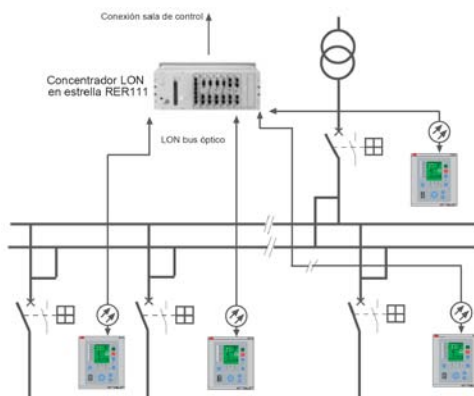 Conexión sala de control
Concentrador LON
en estrella RER111
LON bus óptico